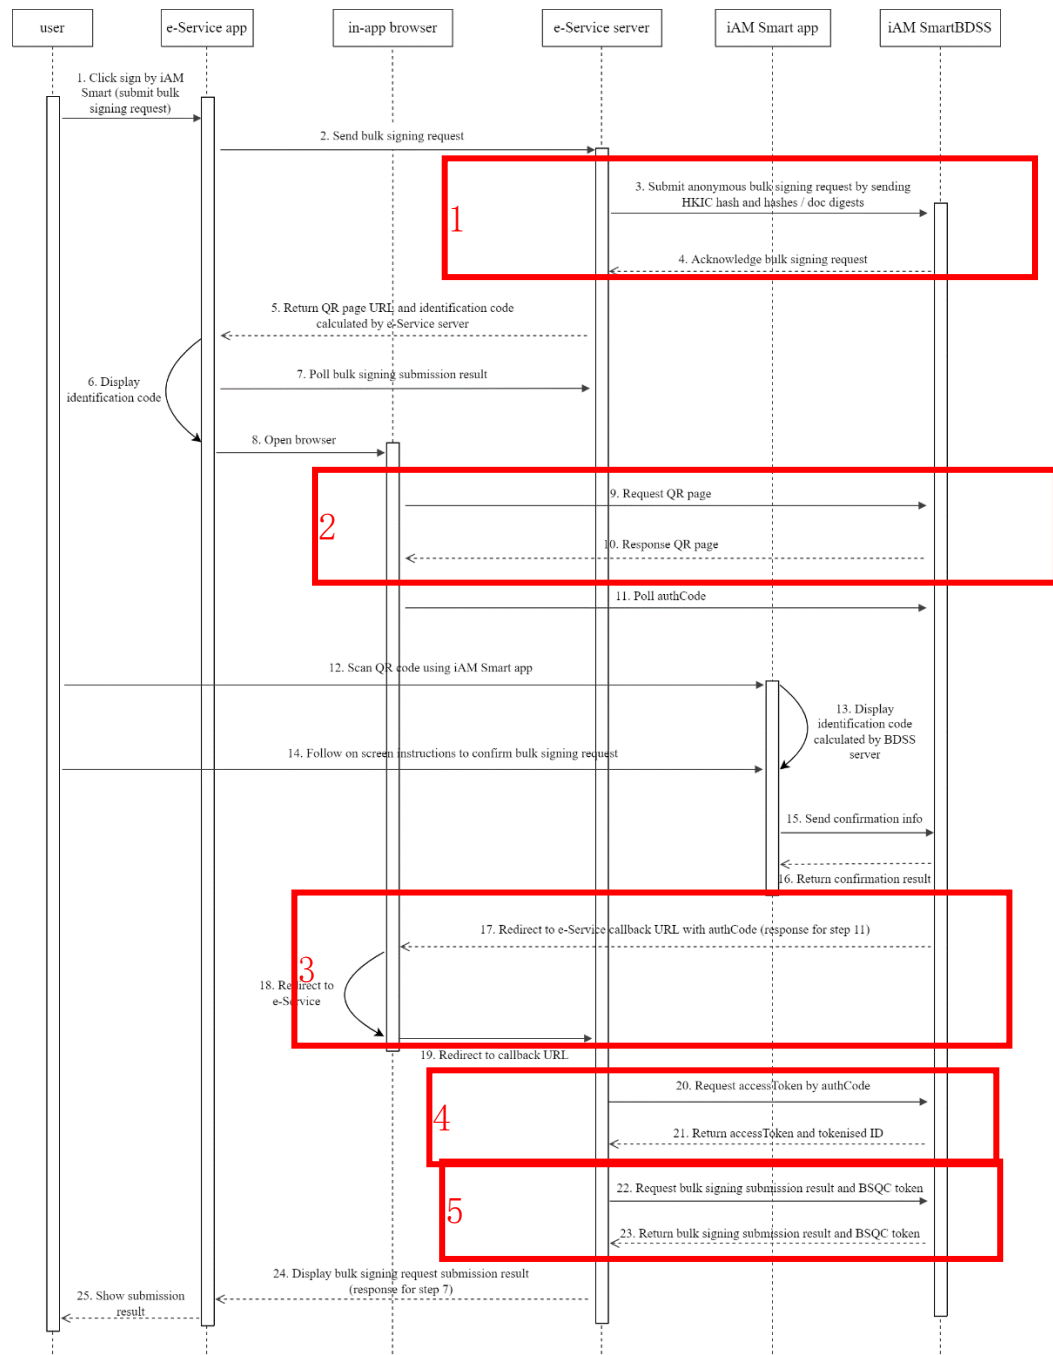 user
e-Service app
in-app browser
e-Service server
iAM Smart app
iAM SmartBDSS
1. Click sign by iAM
Smart (submit bulk
signing request)
2. Send bulk signing request
1
3. Submit anonymous bulk signing request by sending
HKIC hash and hashes / doc digests
4. Acknowledge bulk signing request
5. Return QR page URL and identification code
calculated by e-Service server
6. Display
identification code
7. Poll bulk signing submission result
8. Open browser
2
9. Request QR page
10. Response QR page
11. Poll authCode
12. Scan QR code using iAM Smart app
13. Display
identification code
calculated by BDSS
server
14. Follow on screen instructions to confirm bulk signing request
15. Send confirmation info
16. Return confirmation result
3
17. Redirect to e-Service callback URL with authCode (response for step 11)
18. Redirect to
e-Service
19. Redirect to callback URL
4
20. Request accessToken by authCode
21. Return accessToken and tokenised ID
5
22. Request bulk signing submission result and BSQC token
23. Return bulk signing submission result and BSQC token
24. Display bulk signing request submission result
(response for step 7)
25. Show submission
result